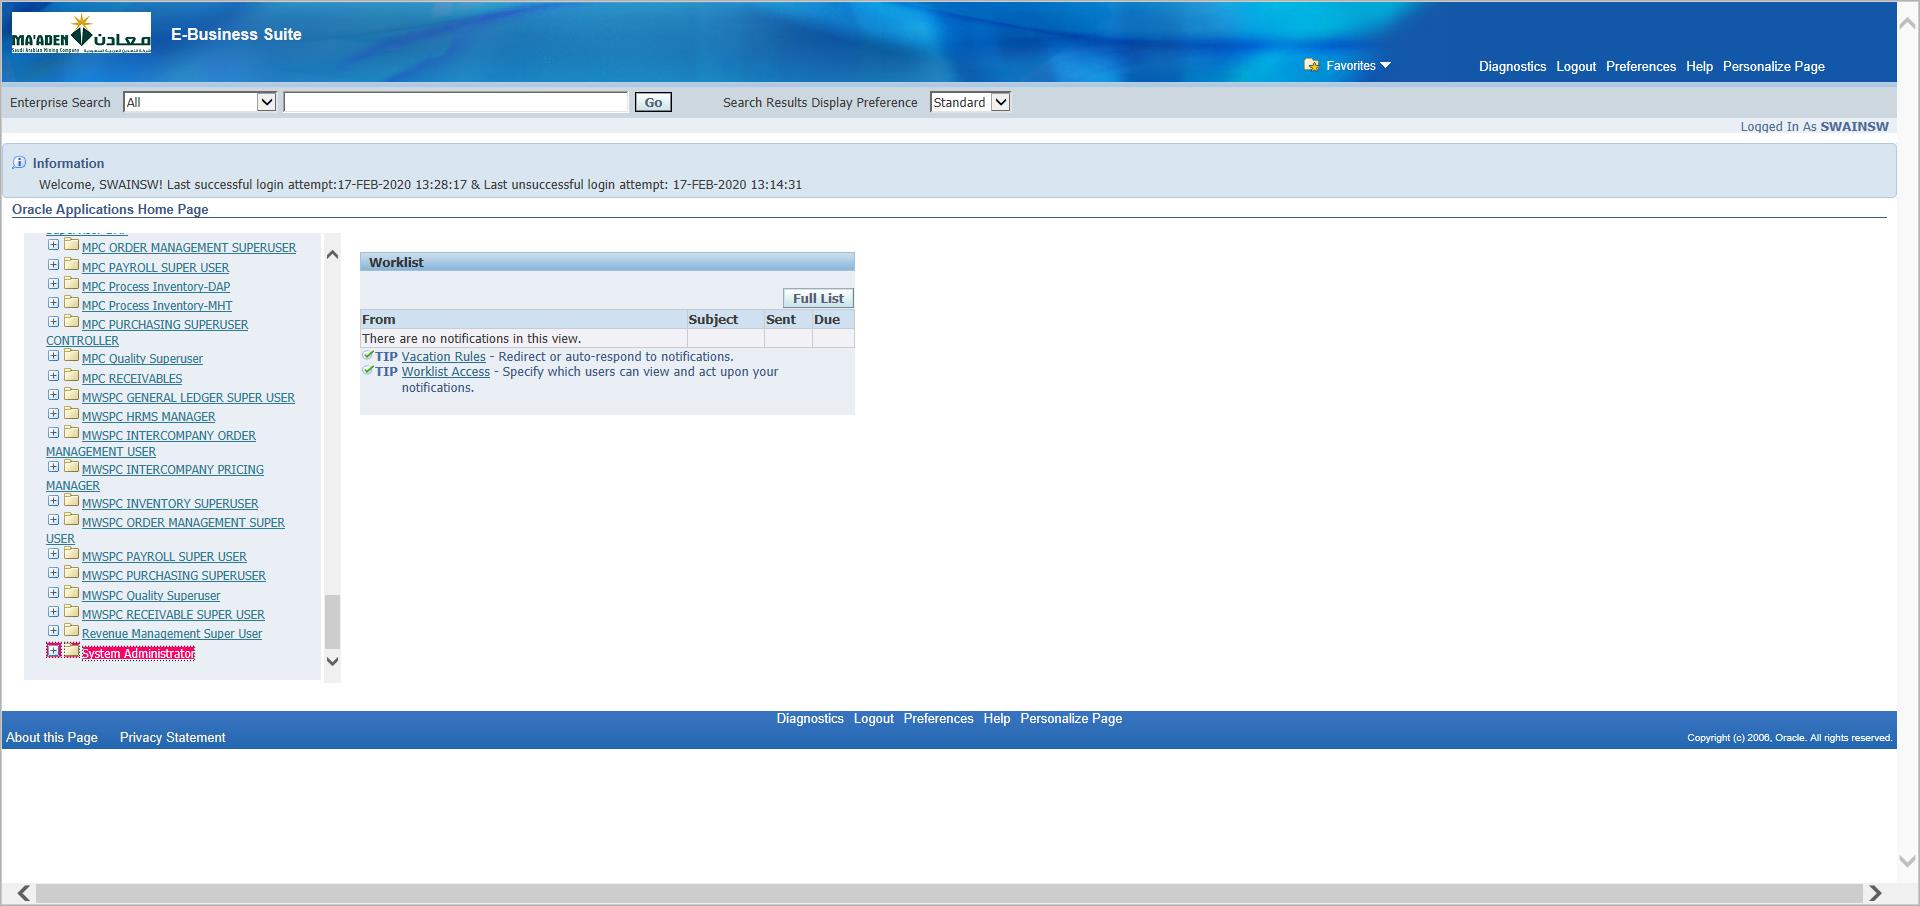 MA'ADEN معادن
Saudi Arabian Mining Company
E-Business Suite
Favorites
Diagnostics Logout Preferences Help Personalize Page
Enterprise Search All Go Search Results Display Preference Standard
Logged In As SWAINSW
Information
Welcome, SWAINSW! Last successful login attempt:17-FEB-2020 13:28:17 & Last unsuccessful login attempt: 17-FEB-2020 13:14:31
Oracle Applications Home Page
MPC ORDER MANAGEMENT SUPERUSER
MPC PAYROLL SUPER USER
MPC Process Inventory-DAP
MPC Process Inventory-MHT
MPC PURCHASING SUPERUSER
CONTROLLER
MPC Quality Superuser
MPC RECEIVABLES
MWSPC GENERAL LEDGER SUPER USER
MWSPC HRMS MANAGER
MWSPC INTERCOMPANY ORDER
MANAGEMENT USER
MWSPC INTERCOMPANY PRICING
MANAGER
MWSPC INVENTORY SUPERUSER
MWSPC ORDER MANAGEMENT SUPER
USER
MWSPC PAYROLL SUPER USER
MWSPC PURCHASING SUPERUSER
MWSPC Quality Superuser
MWSPC RECEIVABLE SUPER USER
Revenue Management Super User
System Administrator
Worklist
Full List
From Subject Sent Due
There are no notifications in this view.
TIP Vacation Rules - Redirect or auto-respond to notifications.
TIP Worklist Access - Specify which users can view and act upon your
notifications.
Diagnostics Logout Preferences Help Personalize Page
About this Page Privacy Statement
Copyright (c) 2006, Oracle. All rights reserved.